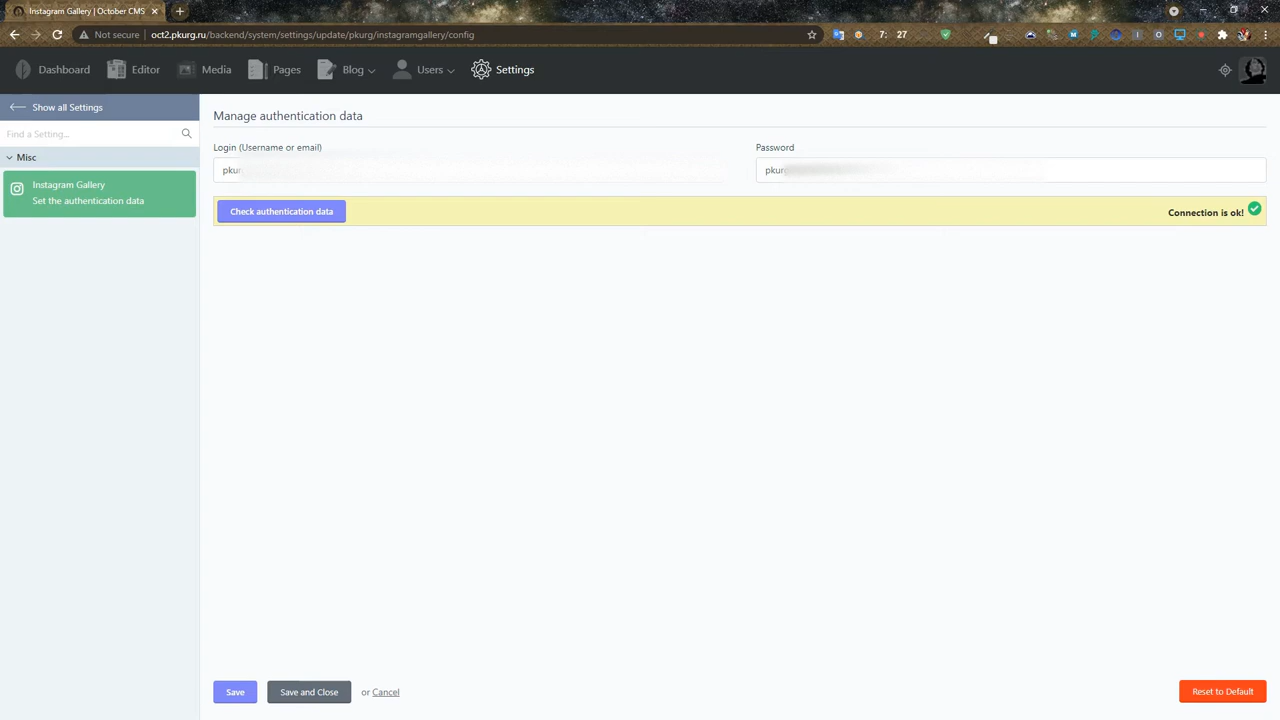 Instagram Gallery | October CMS
Not secure
oct2.pkurg.ru/backend/system/settings/update/pkurg/instagramgallery/config
7: 27
Dashboard
Editor
Media
Pages
Blog
Users
Settings
Show all Settings
Find a Setting...
Misc
Instagram Gallery
Set the authentication data
Manage authentication data
Login (Username or email)
Password
Check authentication data
Connection is ok!
Save
Save and Close
or Cancel
Reset to Default